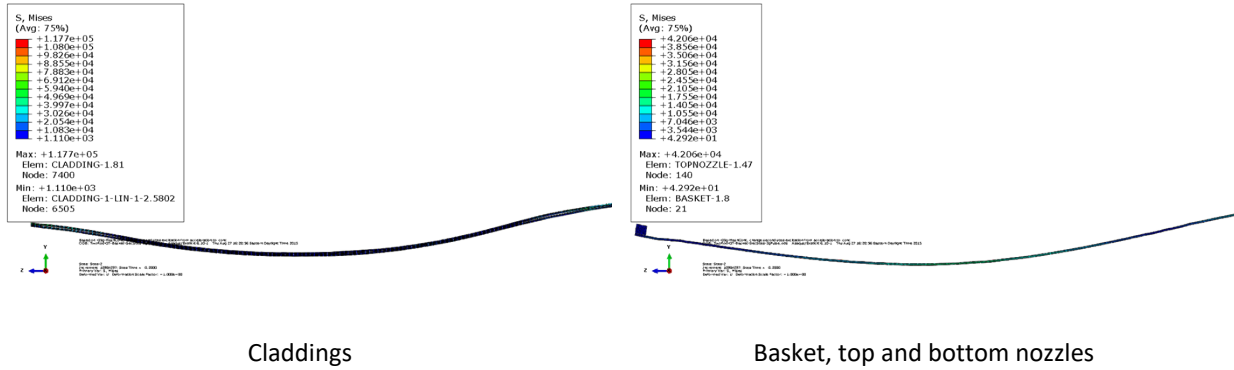 S, Mises
(Avg: 75%)
+1.177e+05
+1.080e+05
+9.826e+04
+8.855e+04
+7.883e+04
+6.912e+04
+5.940e+04
+4.969e+04
+3.997e+04
+3.026e+04
+2.054e+04
+1.083e+04
+1.110e+03
Max: +1.177e+05
Elem: CLADDING-1.81
Node: 7400
Min: +1.110e+03
Elem: CLADDING-1-LIN-1-2.5802
Node: 6505
Y
Z
Claddings
S, Mises
(Avg: 75%)
+4.206e+04
+3.856e+04
+3.506e+04
+3.156e+04
+2.805e+04
+2.455e+04
+2.105e+04
+1.755e+04
+1.405e+04
+1.055e+04
+7.046e+03
+3.544e+03
+4.292e+01
Max: +4.206e+04
Elem: TOPNOZZLE-1.47
Node: 140
Min: +4.292e+01
Elem: BASKET-1.8
Node: 21
Y
Z
Basket, top and bottom nozzles